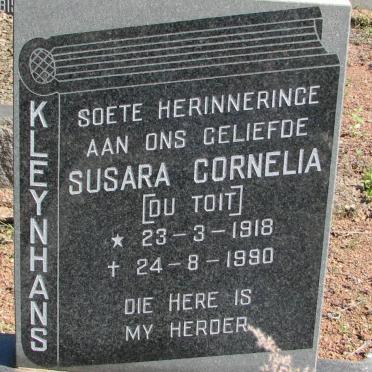 KLEYNHANS
SOETE HERINNERINGE
AAN ONS GELIEFDE
SUSARA CORNELIA
[DU TOIT]
★ 23-3-1918
† 24-8-1990
DIE HERE IS
MY HERDER